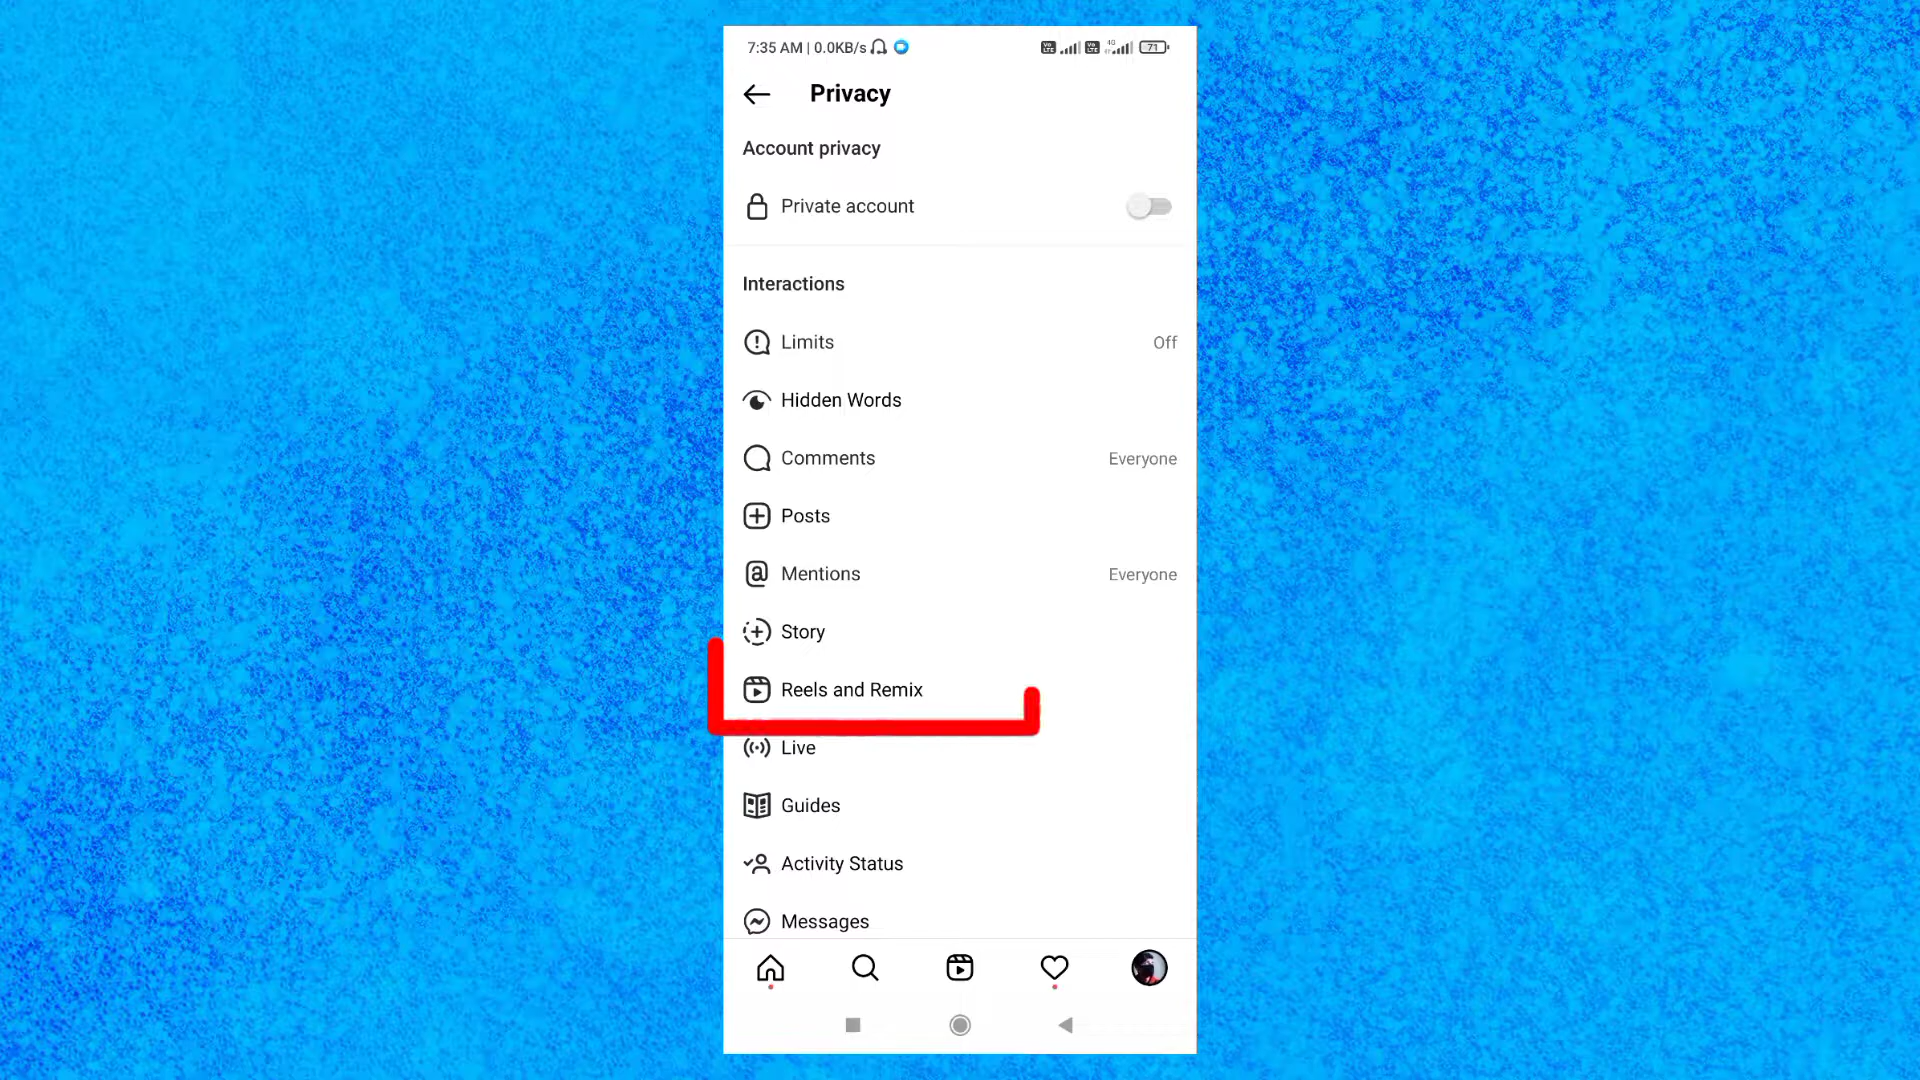 7:35 AM | 0.0KB/s
71
Privacy
Account privacy
Private account
Interactions
Limits
Off
Hidden Words
Comments
Everyone
Posts
Mentions
Everyone
Story
Reels and Remix
Live
Guides
Activity Status
Messages